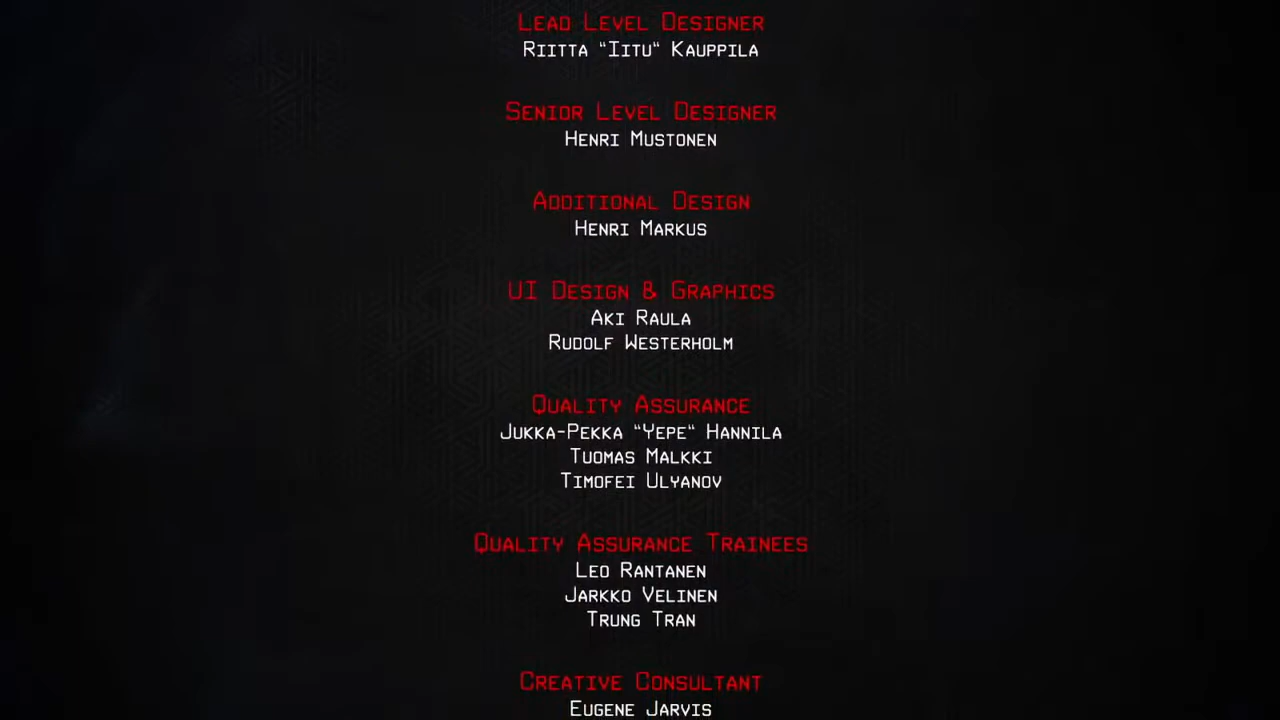 LEAD LEVEL DESIGNER
RIITTA "IITU" KAUPPILA
SENIOR LEVEL DESIGNER
HENRI MUSTONEN
ADDITIONAL DESIGN
HENRI MARKUS
UI DESIGN & GRAPHICS
AKI RAULA
RUDOLF WESTERHOLM
QUALITY ASSURANCE
JUKKA-PEKKA "YEPE" HANNILA
TUOMAS MALKKI
TIMOFEI ULYANOV
QUALITY ASSURANCE TRAINEES
LEO RANTANEN
JARKKO VELINEN
TRUNG TRAN
CREATIVE CONSULTANT
EUGENE JARVIS